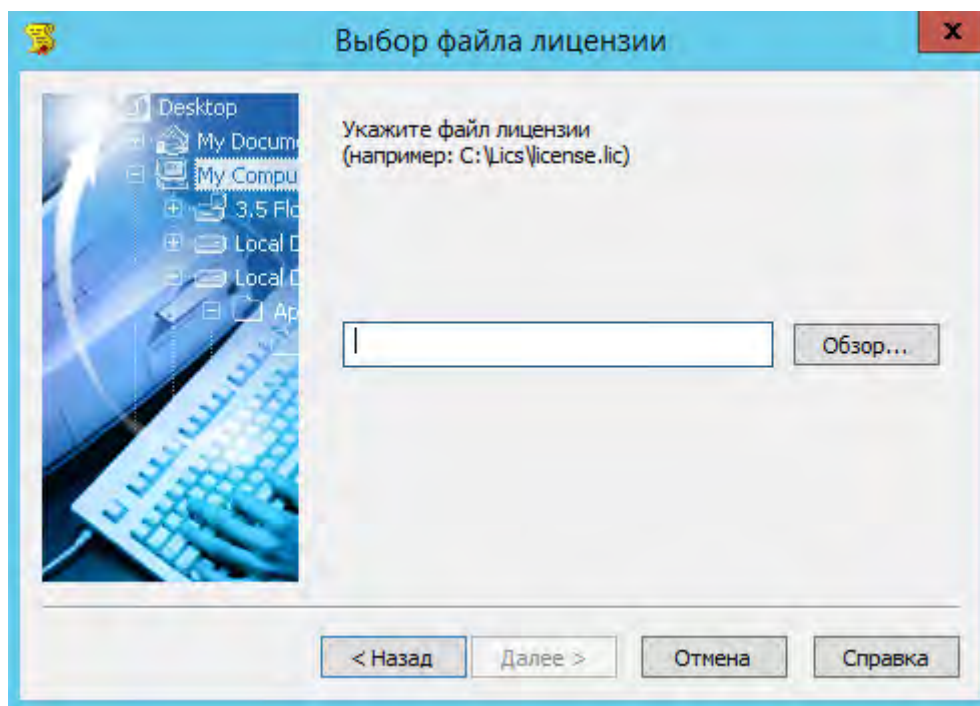 Выбор файла лицензии
x
Desktop
My Docum
My Compu
3.5 Flo
Local D
Local D
Ap
Укажите файл лицензии
(например: C:\Lics\license.lic)
Обзор...
< Назад
Далее >
Отмена
Справка